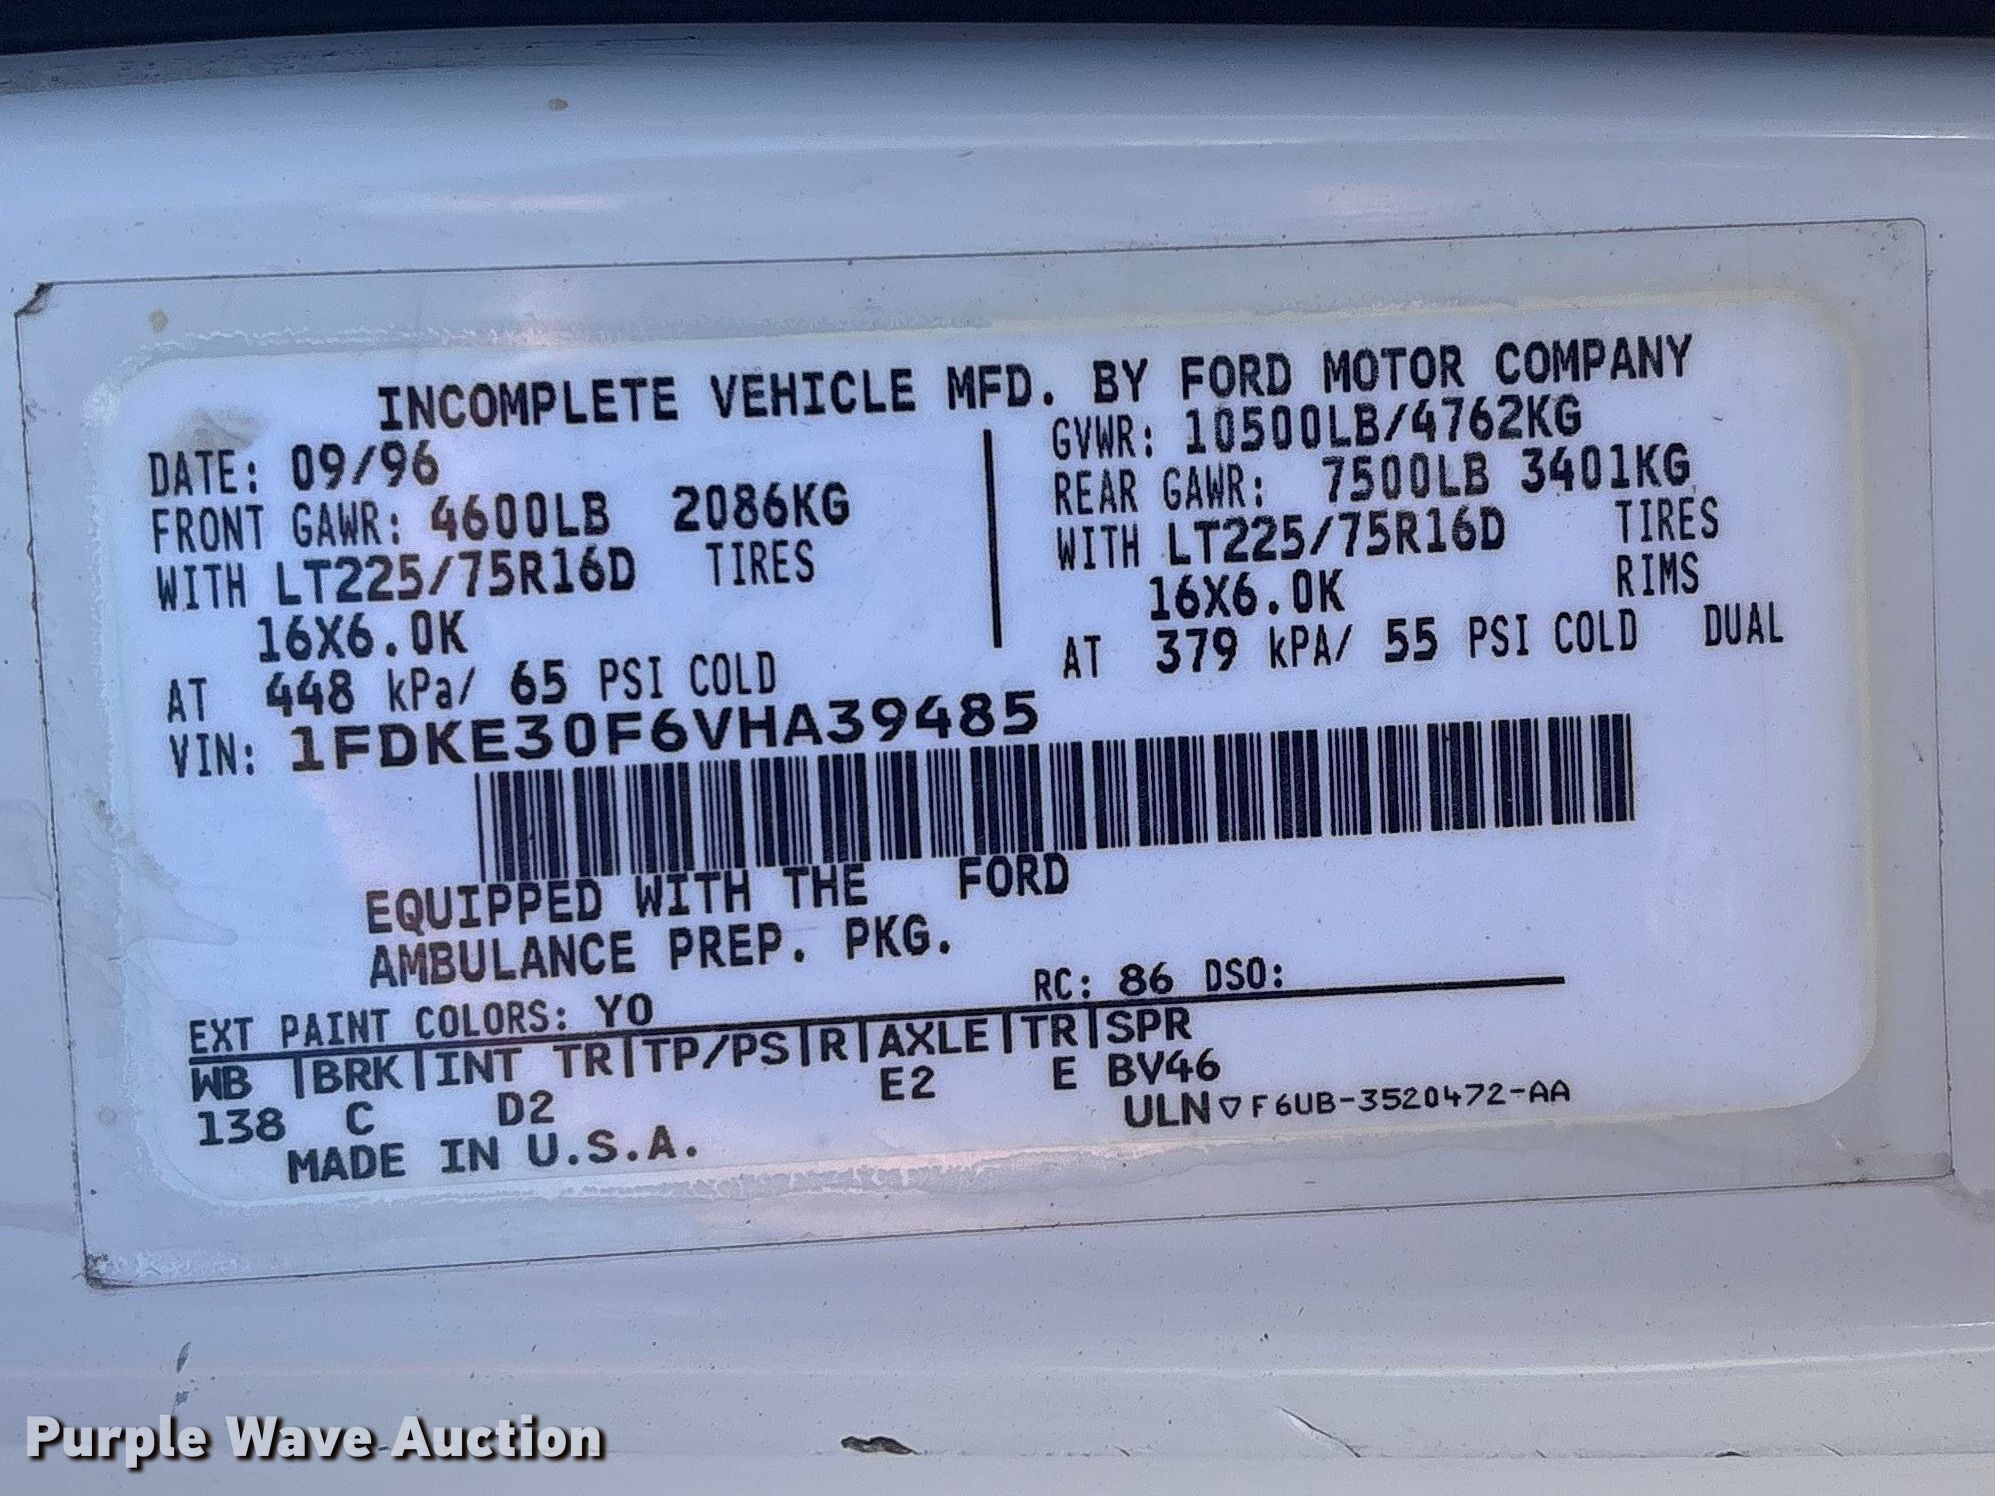 INCOMPLETE VEHICLE MFD. BY FORD MOTOR COMPANY
DATE: 09/96
FRONT GAWR: 4600LB 2086KG
WITH LT225/75R16D TIRES
16X6.0K
AT 448 kPa/ 65 PSI COLD
GVWR: 10500LB/4762KG
REAR GAWR: 7500LB 3401KG
WITH LT225/75R16D TIRES
16X6.0K RIMS
AT 379 kPA/ 55 PSI COLD DUAL
VIN: 1FDKE30F6VHA39485
EQUIPPED WITH THE FORD
AMBULANCE PREP. PKG.
EXT PAINT COLORS: YO RC: 86 DSO:
WB |BRK|INT TR|TP/PS|R|AXLE|TR|SPR
138 C D2 E2 E BV46
MADE IN U.S.A. ULN▽F6UB-3520472-AA
Purple Wave Auction